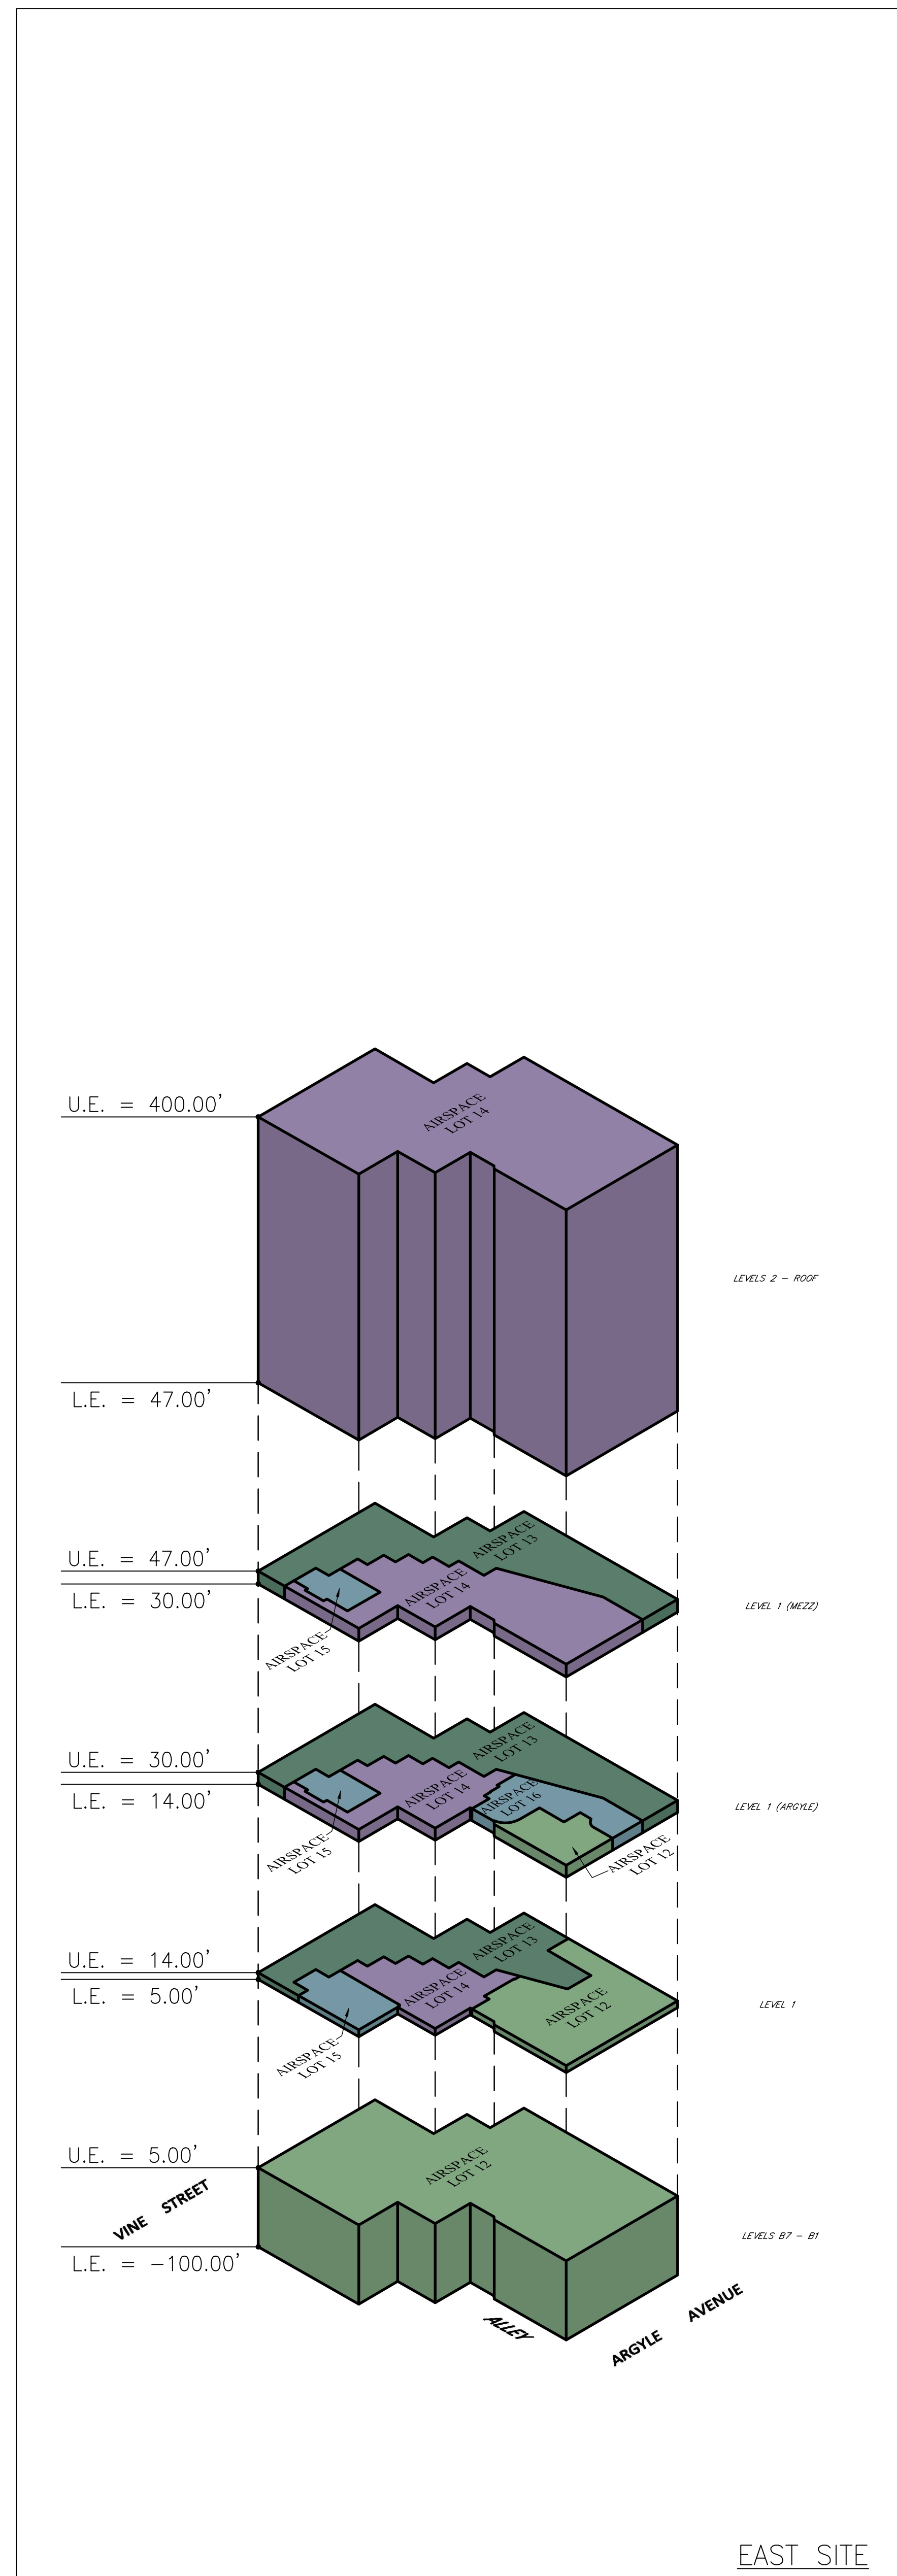 U.E. = 400.00'
AIRSPACE
LOT 14
LEVELS 2 - ROOF
L.E. = 47.00'
U.E. = 47.00'
L.E. = 30.00'
AIRSPACE
LOT 13
AIRSPACE
LOT 14
AIRSPACE
LOT 15
LEVEL 1 (MEZZ)
U.E. = 30.00'
L.E. = 14.00'
AIRSPACE
LOT 13
AIRSPACE
LOT 14
AIRSPACE
LOT 16
AIRSPACE
LOT 15
AIRSPACE
LOT 12
LEVEL 1 (ARGYLE)
U.E. = 14.00'
L.E. = 5.00'
AIRSPACE
LOT 13
AIRSPACE
LOT 14
AIRSPACE
LOT 12
AIRSPACE
LOT 15
LEVEL 1
U.E. = 5.00'
AIRSPACE
LOT 12
VINE STREET
L.E. = -100.00'
LEVELS B7 - B1
ALLEY
ARGYLE AVENUE
EAST SITE